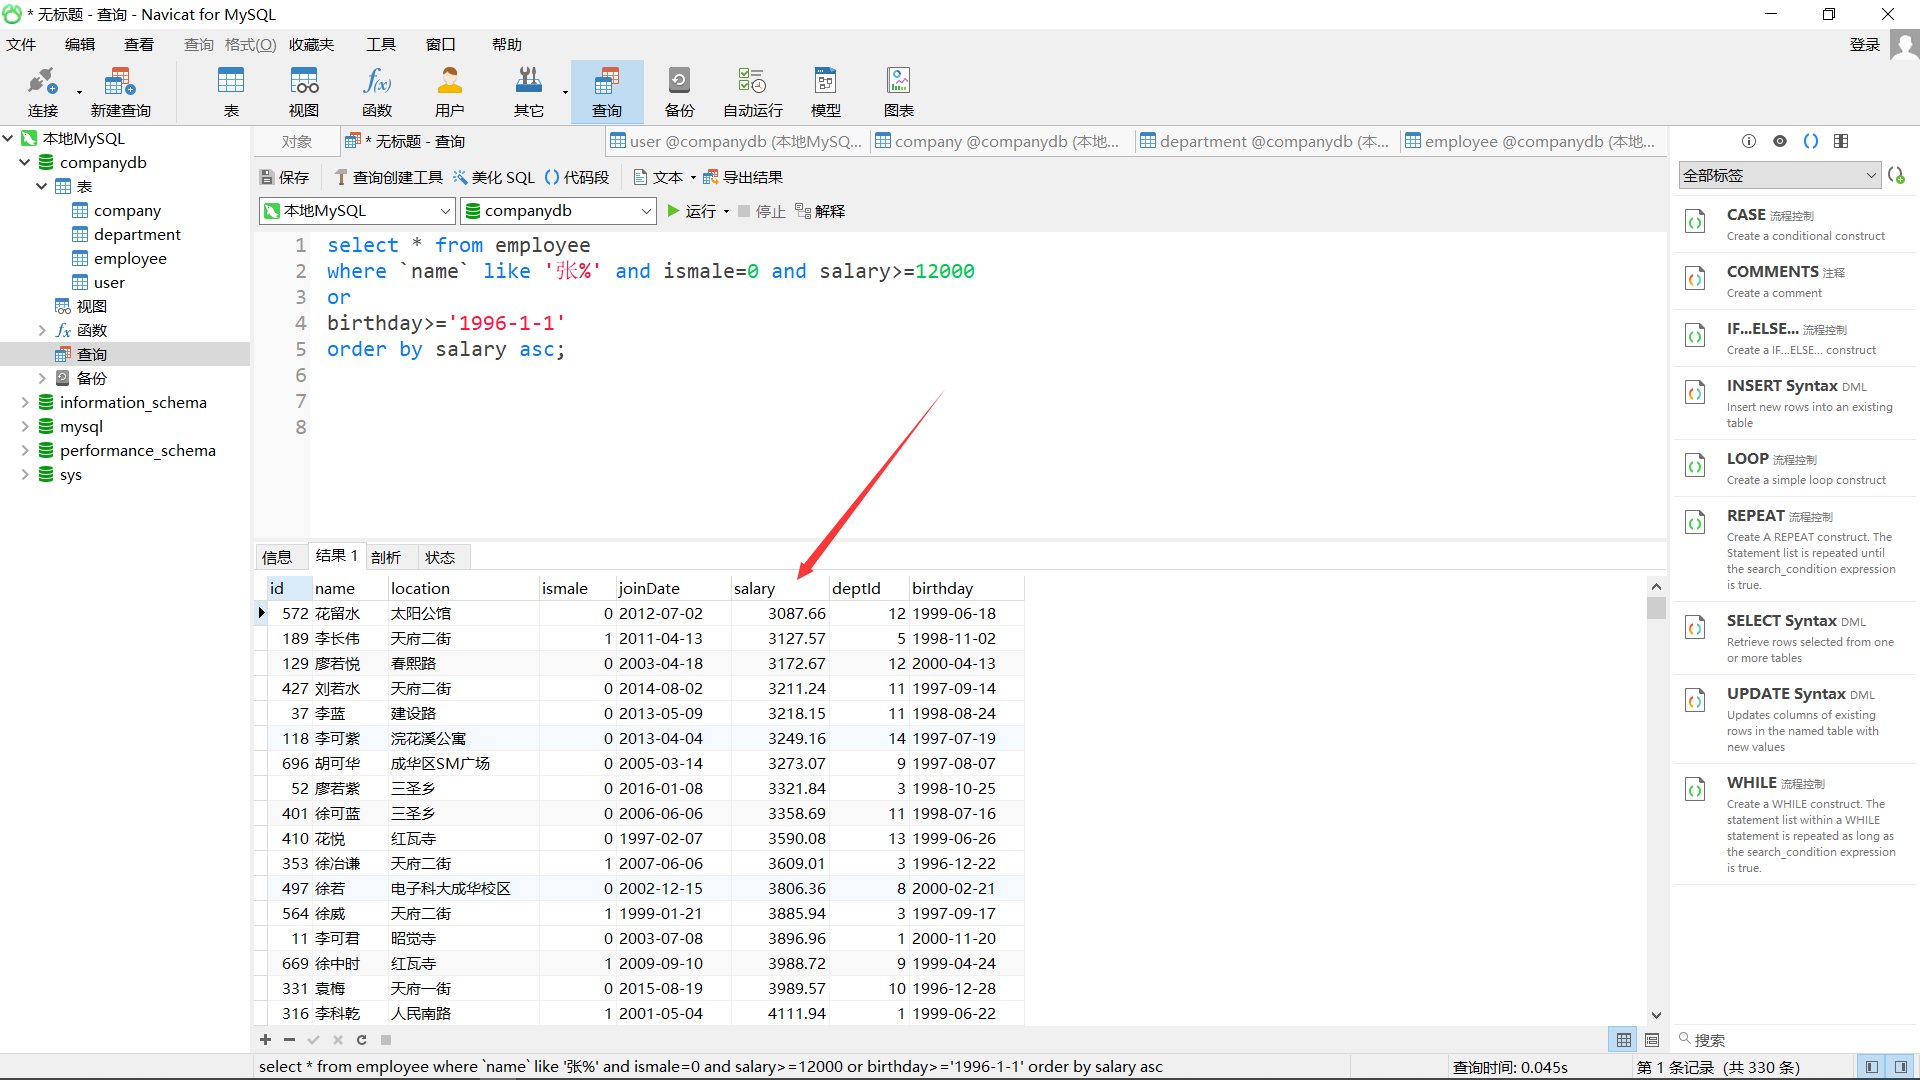 * 无标题 - 查询 - Navicat for MySQL
文件 编辑 查看 查询 格式(O) 收藏夹 工具 窗口 帮助 登录
连接 新建查询 表 视图 函数 用户 其它 查询 备份 自动运行 模型 图表
本地MySQL
companydb
表
company
department
employee
user
视图
函数
查询
备份
information_schema
mysql
performance_schema
sys
对象 * 无标题 - 查询 user @companydb (本地MySQ... company @companydb (本地... department @companydb (本... employee @companydb (本地...
保存 查询创建工具 美化 SQL () 代码段 文本 导出结果
本地MySQL companydb 运行 停止 解释
1 select * from employee
2 where `name` like '张%' and ismale=0 and salary>=12000
3 or
4 birthday>='1996-1-1'
5 order by salary asc;
6
7
8
信息 结果 1 剖析 状态
id name location ismale joinDate salary deptId birthday
572 花留水 太阳公馆 0 2012-07-02 3087.66 12 1999-06-18
189 李长伟 天府二街 1 2011-04-13 3127.57 5 1998-11-02
129 廖若悦 春熙路 0 2003-04-18 3172.67 12 2000-04-13
427 刘若水 天府二街 0 2014-08-02 3211.24 11 1997-09-14
37 李蓝 建设路 0 2013-05-09 3218.15 11 1998-08-24
118 李可紫 浣花溪公寓 0 2013-04-04 3249.16 14 1997-07-19
696 胡可华 成华区SM广场 0 2005-03-14 3273.07 9 1997-08-07
52 廖若紫 三圣乡 0 2016-01-08 3321.84 3 1998-10-25
401 徐可蓝 三圣乡 0 2006-06-06 3358.69 11 1998-07-16
410 花悦 红瓦寺 0 1997-02-07 3590.08 13 1999-06-26
353 徐冶谦 天府二街 1 2007-06-06 3609.01 3 1996-12-22
497 徐若 电子科大成华校区 0 2002-12-15 3806.36 8 2000-02-21
564 徐威 天府二街 1 1999-01-21 3885.94 3 1997-09-17
11 李可君 昭觉寺 0 2003-07-08 3896.96 1 2000-11-20
669 徐中时 红瓦寺 1 2009-09-10 3988.72 9 1999-04-24
331 袁梅 天府一街 0 2015-08-19 3989.57 10 1996-12-28
316 李科乾 人民南路 1 2001-05-04 4111.94 1 1999-06-22
select * from employee where `name` like '张%' and ismale=0 and salary>=12000 or birthday>='1996-1-1' order by salary asc
查询时间: 0.045s 第 1 条记录 (共 330 条)
全部标签
CASE 流程控制
Create a conditional construct
COMMENTS 注释
Create a comment
IF...ELSE... 流程控制
Create a IF...ELSE... construct
INSERT Syntax DML
Insert new rows into an existing
table
LOOP 流程控制
Create a simple loop construct
REPEAT 流程控制
Create A REPEAT construct. The
Statement list is repeated until
the search_condition expression
is true.
SELECT Syntax DML
Retrieve rows selected from one
or more tables
UPDATE Syntax DML
Updates columns of existing
rows in the named table with
new values
WHILE 流程控制
Create a WHILE construct. The
statement list within a WHILE
statement is repeated as long as
the search_condition expression
is true.
搜索